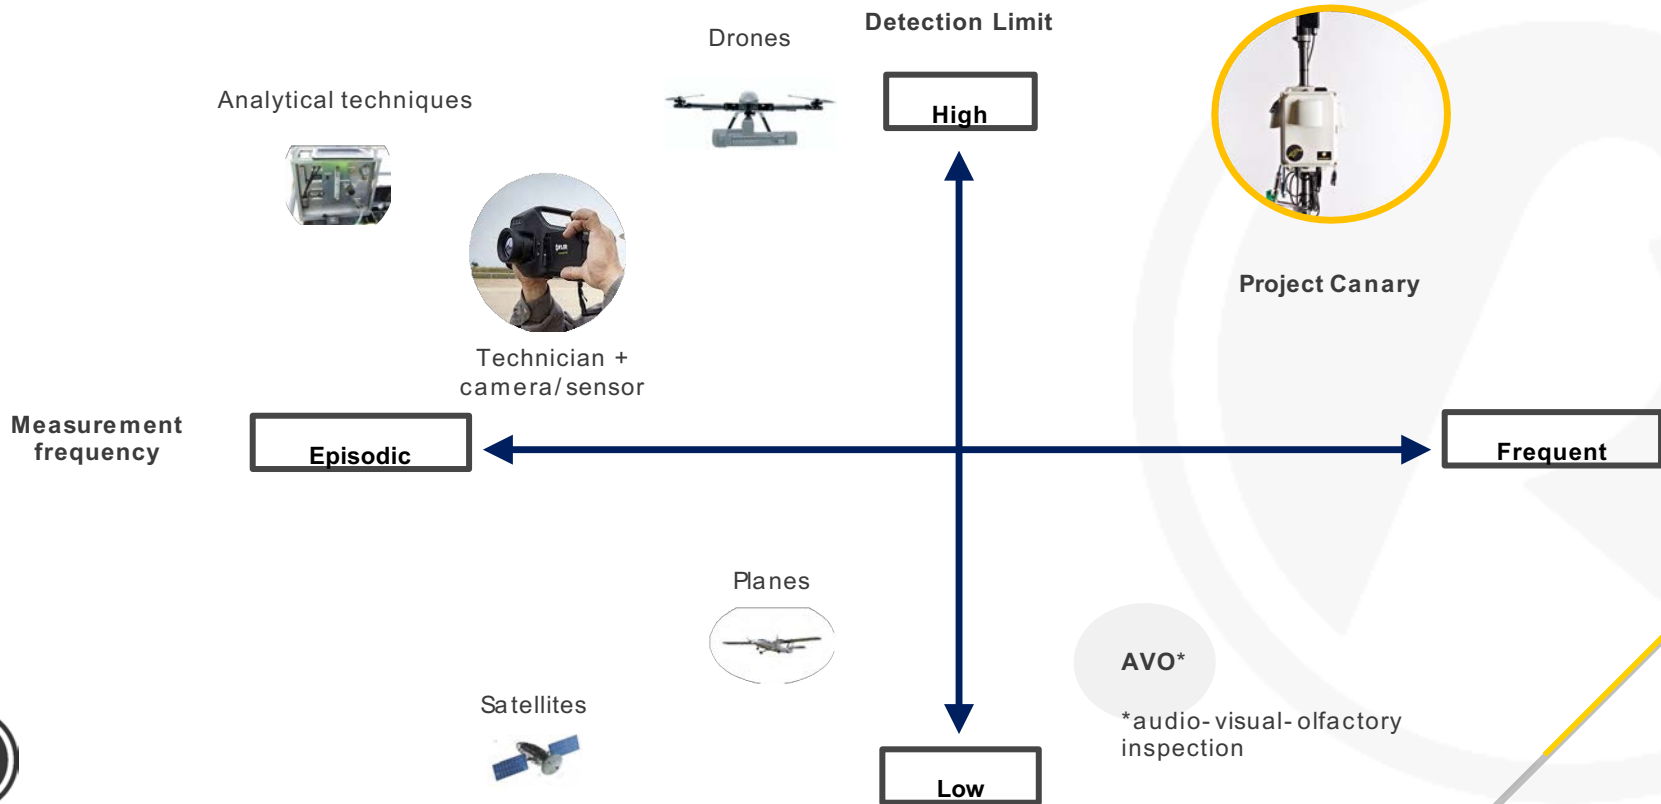 Detection Limit
Drones
Analytical techniques
High
Project Canary
Technician +
camera/sensor
Measurement
frequency
Episodic
Frequent
Planes
AVO*
Satellites
*audio-visual-olfactory
inspection
Low